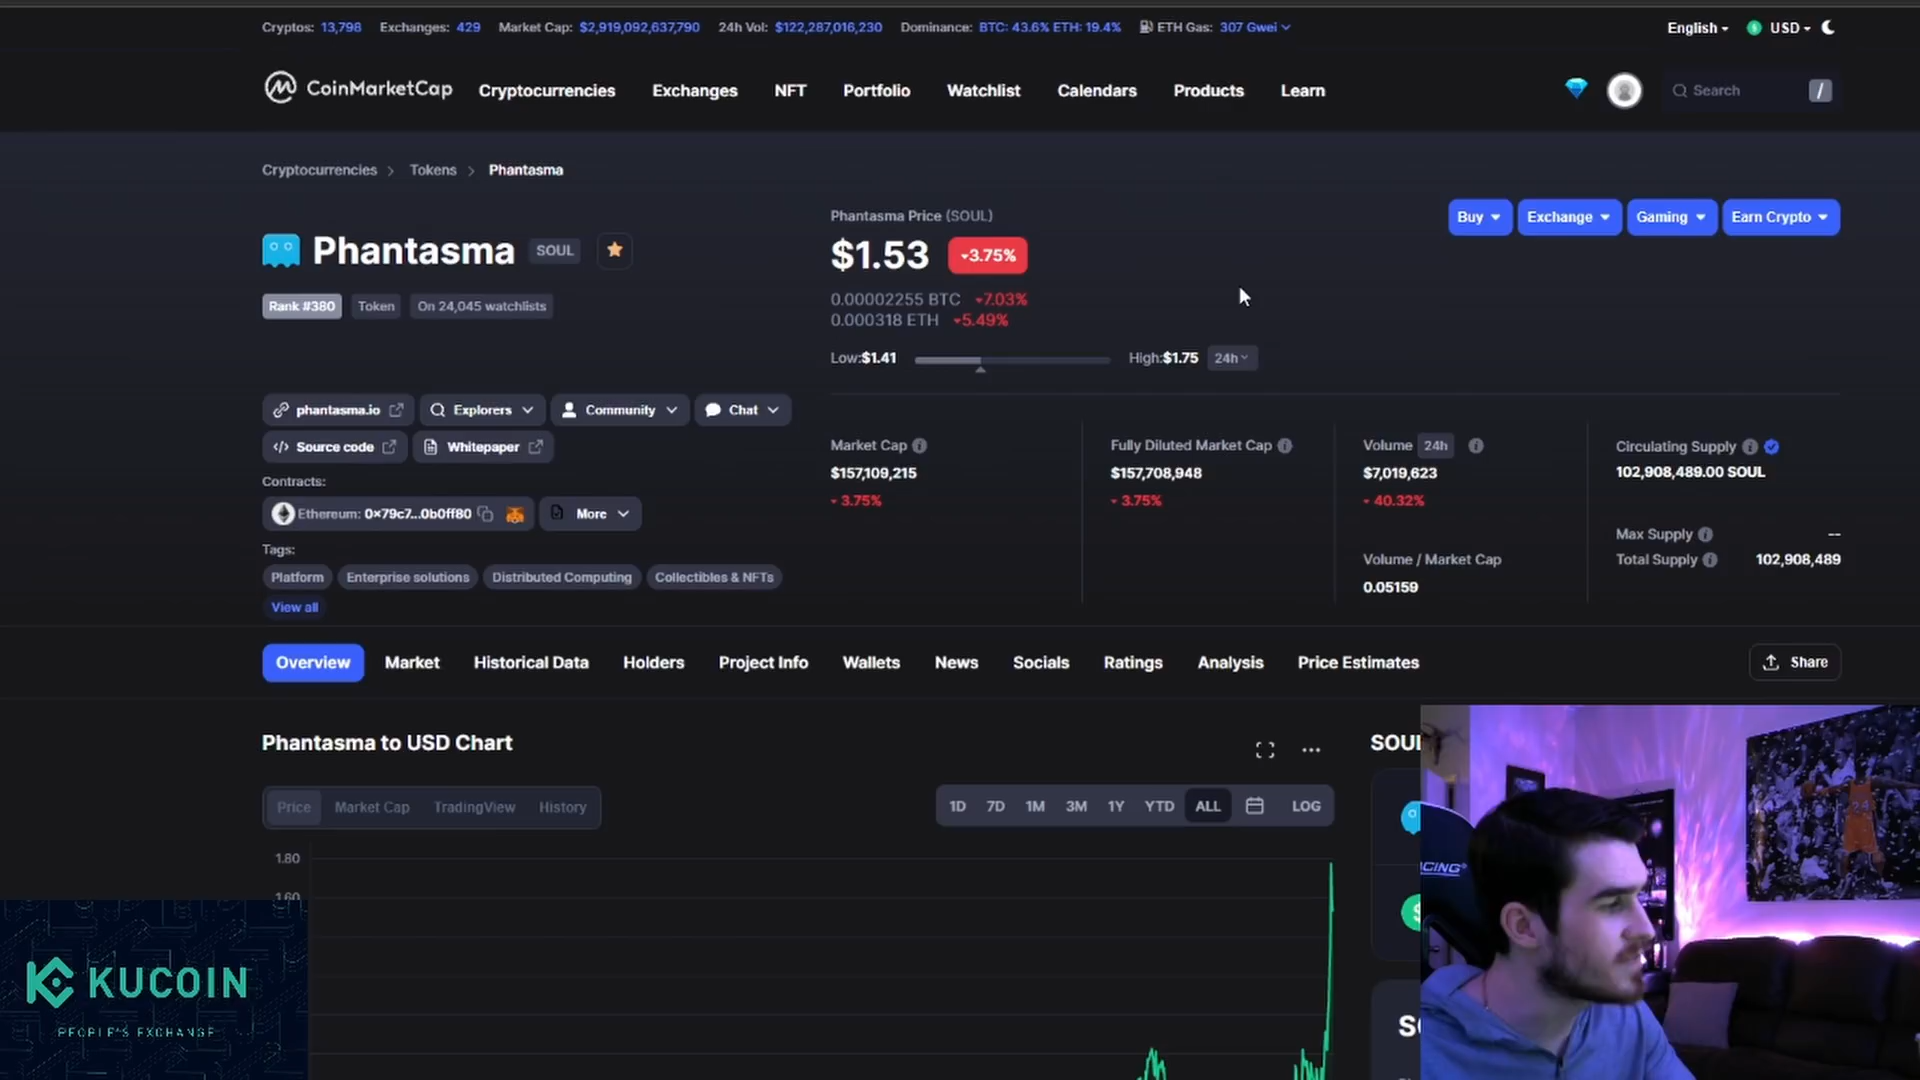 Cryptos: 13,798 Exchanges: 429 Market Cap: $2,919,092,637,790 24h Vol: $122,287,016,230 Dominance: BTC: 43.6% ETH: 19.4% ETH Gas: 307 Gwei English USD
CoinMarketCap Cryptocurrencies Exchanges NFT Portfolio Watchlist Calendars Products Learn Search /
Cryptocurrencies > Tokens > Phantasma
Phantasma SOUL
Rank #380 Token On 24,045 watchlists
Phantasma Price (SOUL)
$1.53 3.75%
0.00002255 BTC 7.03%
0.000318 ETH 5.49%
Low:$1.41 High:$1.75 24h
Buy Exchange Gaming Earn Crypto
phantasma.io Explorers Community Chat
Source code Whitepaper
Contracts:
Ethereum: 0x79c7...0b0ff80 More
Tags:
Platform Enterprise solutions Distributed Computing Collectibles & NFTs
View all
Market Cap
$157,109,215
3.75%
Fully Diluted Market Cap
$157,708,948
3.75%
Volume 24h
$7,019,623
40.32%
Volume / Market Cap
0.05159
Circulating Supply
102,908,489.00 SOUL
Max Supply --
Total Supply 102,908,489
Overview Market Historical Data Holders Project Info Wallets News Socials Ratings Analysis Price Estimates Share
Phantasma to USD Chart
Price Market Cap TradingView History
1D 7D 1M 3M 1Y YTD ALL LOG
1.80
1.60
SOU
CING
24
KUCOIN
PEOPLE'S EXCHANGE